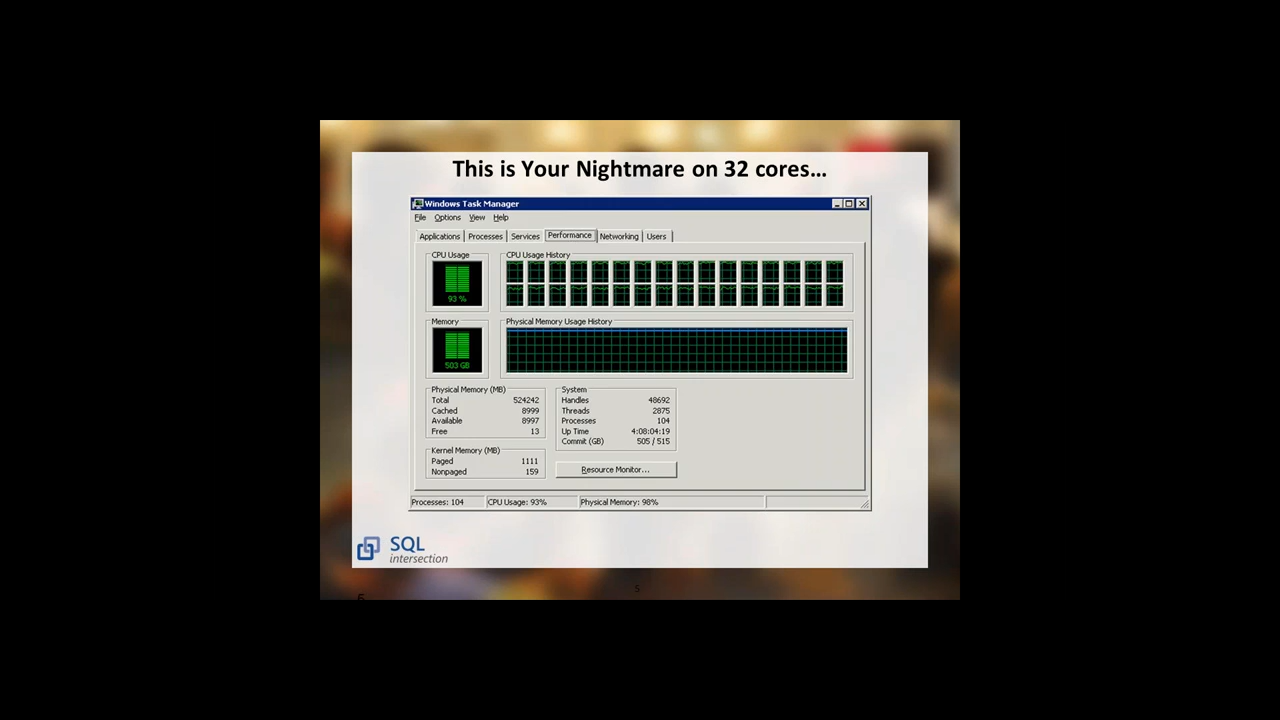 This is Your Nightmare on 32 cores…
Windows Task Manager
File Options View Help
Applications Processes Services Performance Networking Users
CPU Usage
CPU Usage History
93 %
Memory
Physical Memory Usage History
503 GB
Physical Memory (MB)
Total 524242
Cached 8999
Available 8997
Free 13
System
Handles 48692
Threads 2875
Processes 104
Up Time 4:08:04:19
Commit (GB) 505 / 515
Kernel Memory (MB)
Paged 1111
Nonpaged 159
Resource Monitor...
Processes: 104 CPU Usage: 93% Physical Memory: 98%
SQL
intersection
5